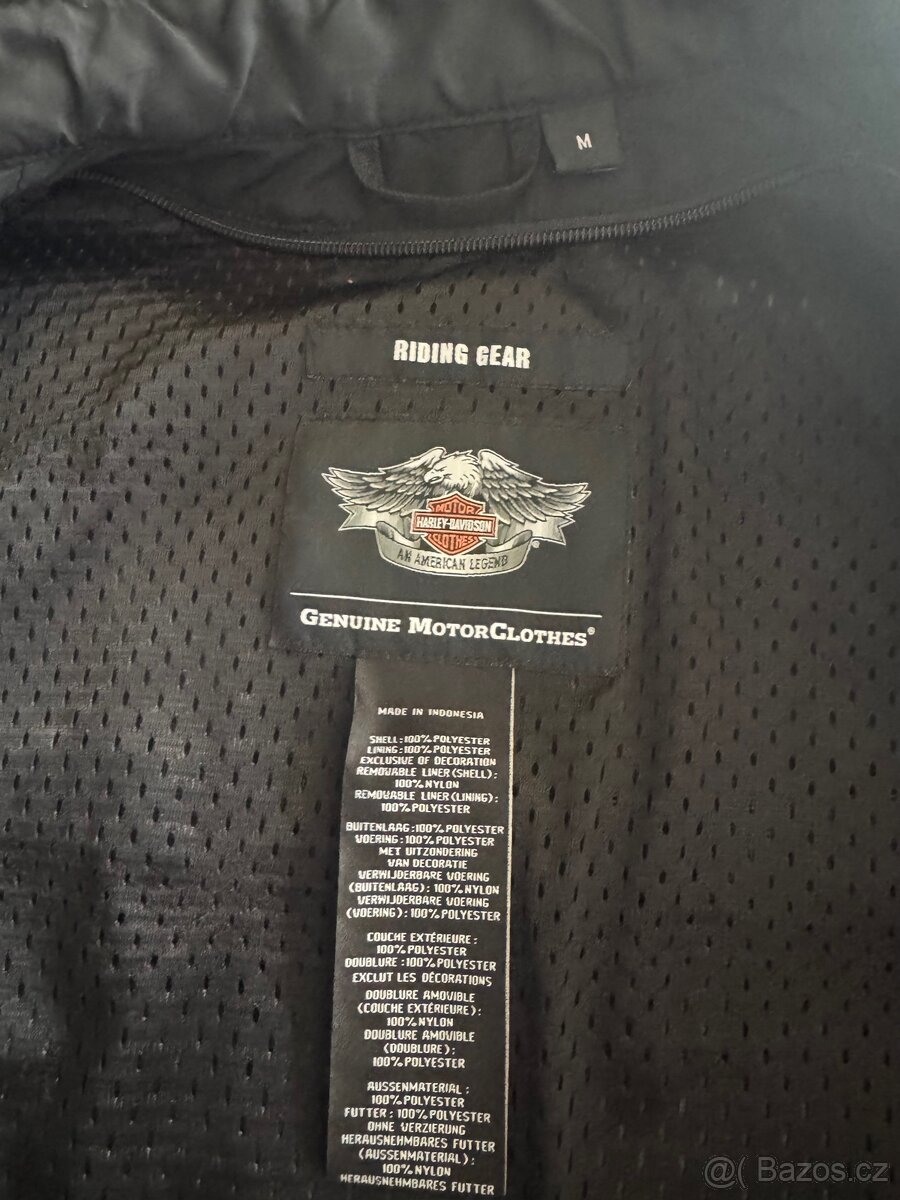 M
RIDING GEAR
MOTOR
HARLEY-DAVIDSON
CLOTHES
AN AMERICAN LEGEND
®
GENUINE MOTORCLOTHES®
MADE IN INDONESIA
SHELL:100% POLYESTER
LINING:100% POLYESTER
EXCLUSIVE OF DECORATION
REMOVABLE LINER(SHELL):
100% NYLON
REMOVABLE LINER(LINING):
100% POLYESTER
BUITENLAAG:100% POLYESTER
VOERING:100% POLYESTER
MET UITZONDERING
VAN DECORATIE
VERWIJDERBARE VOERING
(BUITENLAAG): 100% NYLON
VERWIJDERBARE VOERING
(VOERING): 100% POLYESTER
COUCHE EXTÉRIEURE :
100% POLYESTER
DOUBLURE :100% POLYESTER
EXCLUT LES DÉCORATIONS
DOUBLURE AMOVIBLE
(COUCHE EXTÉRIEURE):
100% NYLON
DOUBLURE AMOVIBLE
(DOUBLURE):
100% POLYESTER
AUSSENMATERIAL :
100% POLYESTER
FUTTER : 100% POLYESTER
OHNE VERZIERUNG
HERAUSNEHMBARES FUTTER
(AUSSENMATERIAL):
100% NYLON
HERAUSNEHMBARES FUTTER
@( Bazos.cz